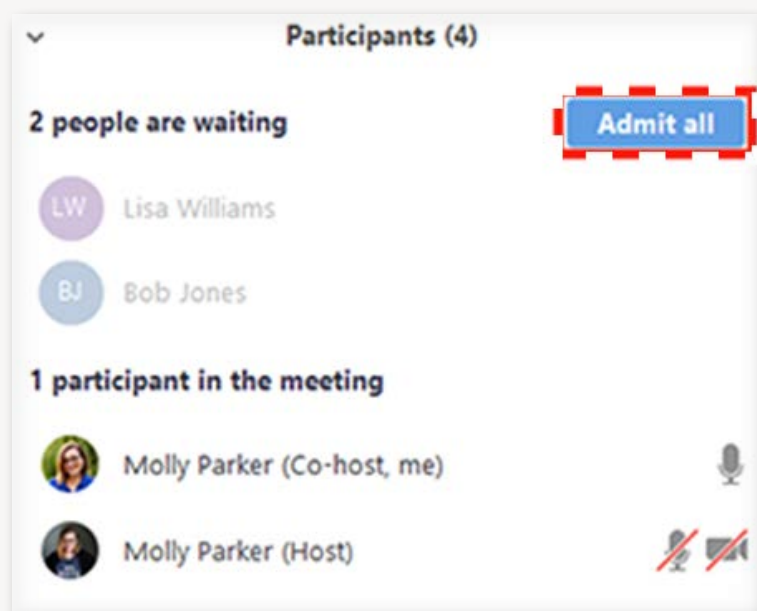 Participants (4)
2 people are waiting
Admit all
LW
Lisa Williams
BJ
Bob Jones
1 participant in the meeting
Molly Parker (Co-host, me)
Molly Parker (Host)